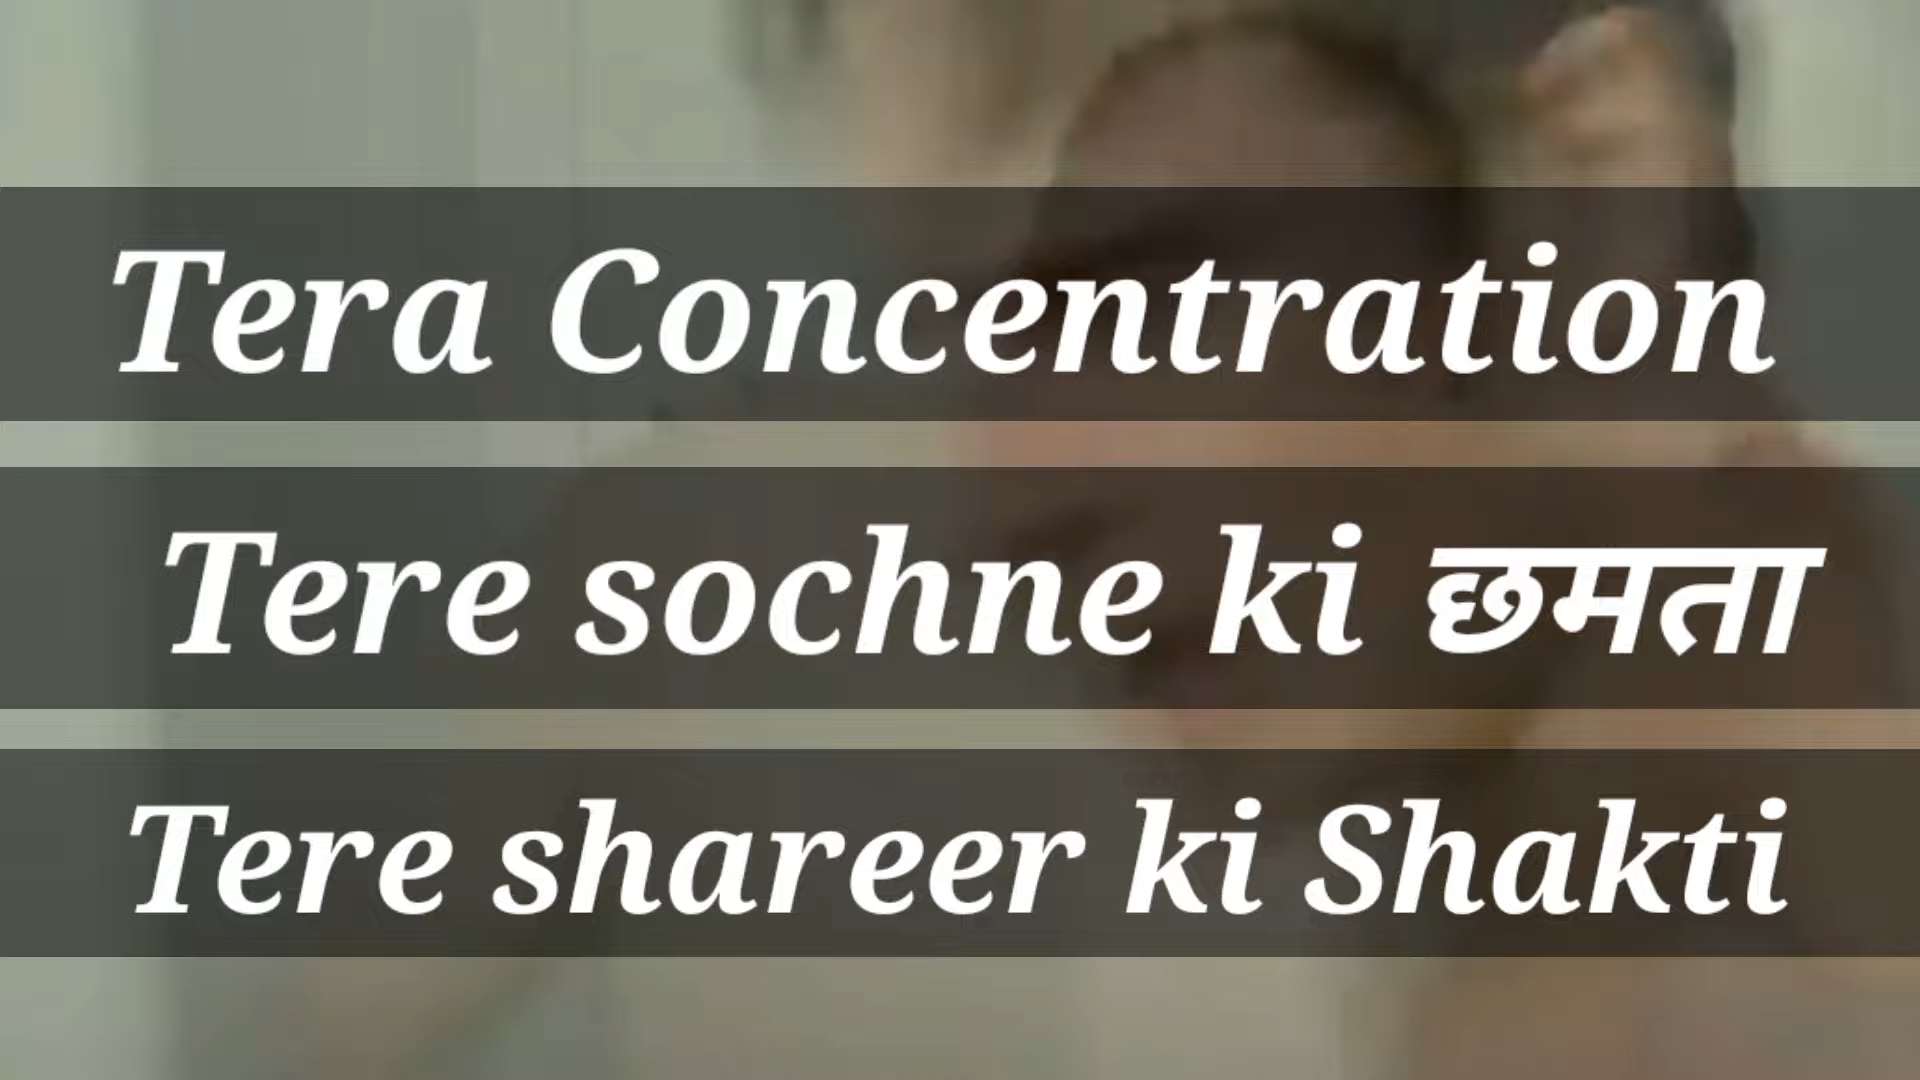 Tera Concentration
Tere sochne ki छमता
Tere shareer ki Shakti